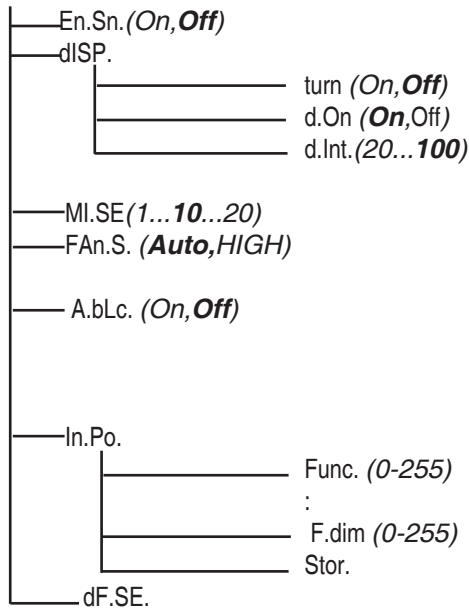 En.Sn.(On,Off)
dISP.
turn (On,Off)
d.On (On,Off)
d.Int.(20...100)
MI.SE(1...10...20)
FAn.S. (Auto,HIGH)
A.bLc. (On,Off)
In.Po.
Func. (0-255)
:
F.dim (0-255)
Stor.
dF.SE.